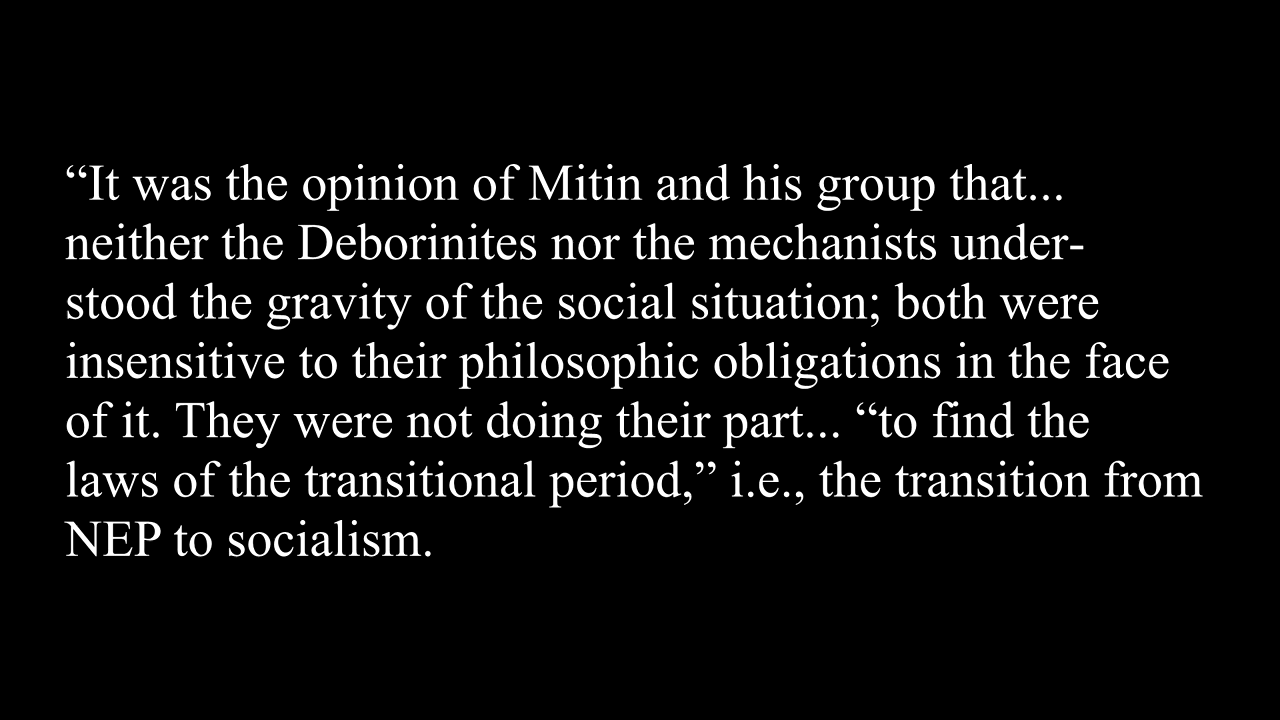 “It was the opinion of Mitin and his group that...
neither the Deborinites nor the mechanists under-
stood the gravity of the social situation; both were
insensitive to their philosophic obligations in the face
of it. They were not doing their part... “to find the
laws of the transitional period,” i.e., the transition from
NEP to socialism.